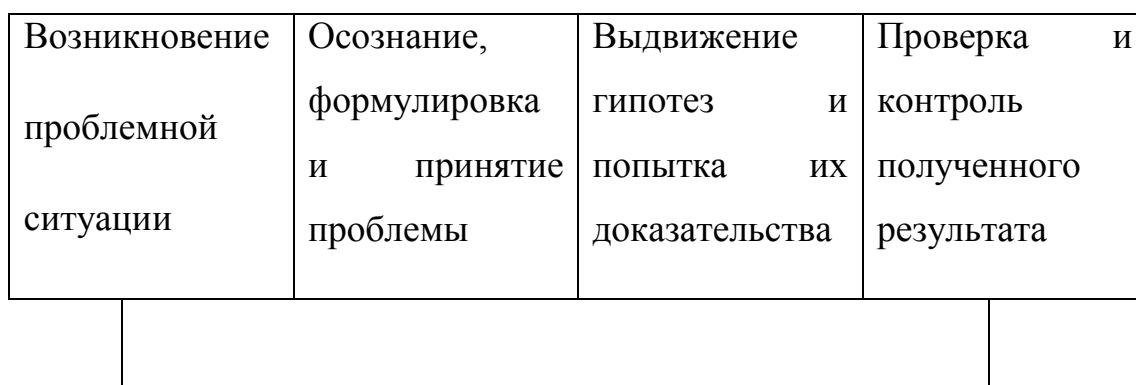 Возникновение
проблемной
ситуации
Осознание,
формулировка
и принятие
проблемы
Выдвижение
гипотез и
попытка их
доказательства
Проверка и
контроль
полученного
результата